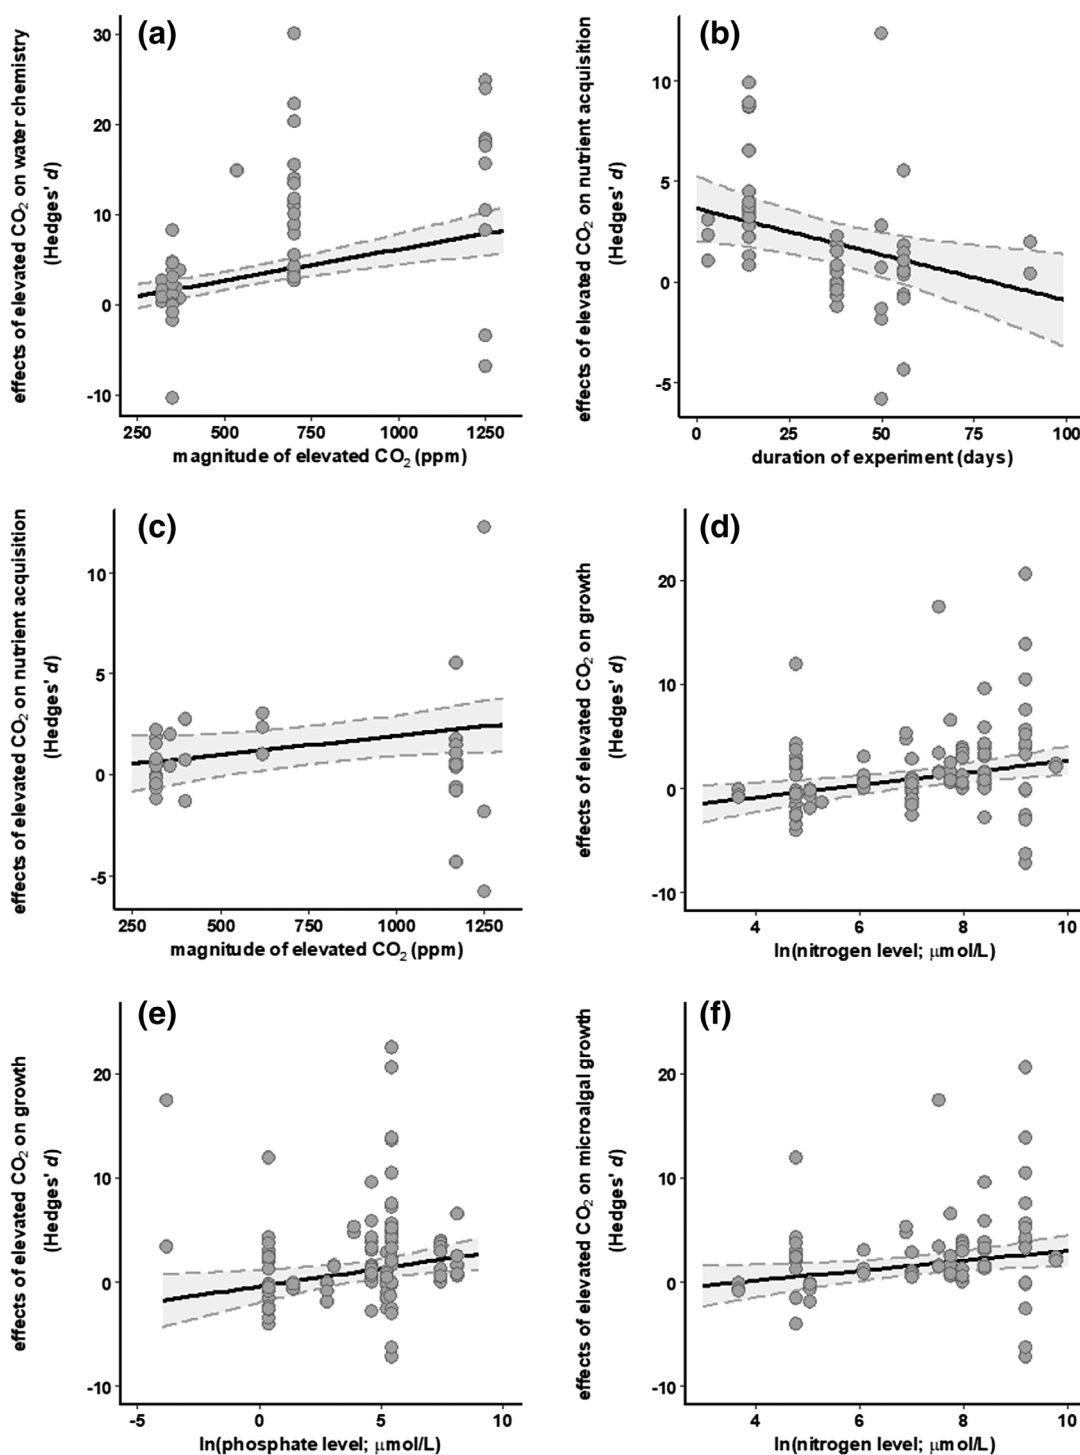 (a)
effects of elevated CO₂ on water chemistry
(Hedges' d)
30
20
10
0
-10
250 500 750 1000 1250
magnitude of elevated CO₂ (ppm)
(b)
effects of elevated CO₂ on nutrient acquisition
(Hedges' d)
10
5
0
-5
0 25 50 75 100
duration of experiment (days)
(c)
effects of elevated CO₂ on nutrient acquisition
(Hedges' d)
10
5
0
-5
250 500 750 1000 1250
magnitude of elevated CO₂ (ppm)
(d)
effects of elevated CO₂ on growth
(Hedges' d)
20
10
0
-10
4 6 8 10
ln(nitrogen level; μmol/L)
(e)
effects of elevated CO₂ on growth
(Hedges' d)
20
10
0
-10
-5 0 5 10
ln(phosphate level; μmol/L)
(f)
effects of elevated CO₂ on microalgal growth
(Hedges' d)
20
10
0
-10
4 6 8 10
ln(nitrogen level; μmol/L)